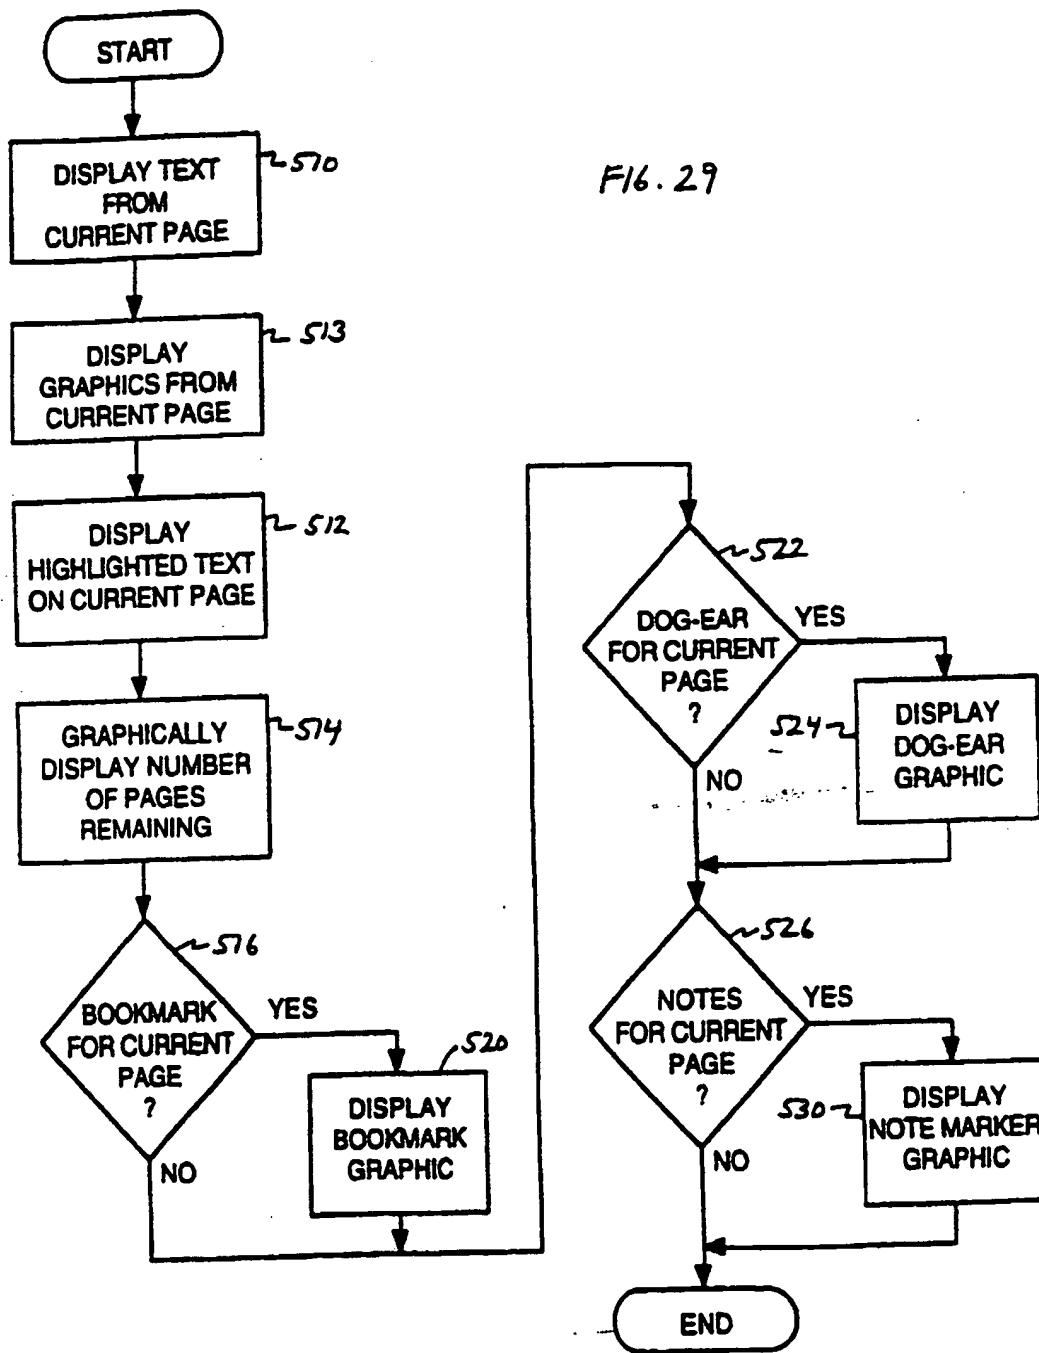 START
DISPLAY TEXT
FROM
CURRENT PAGE
510
FIG. 29
DISPLAY
GRAPHICS FROM
CURRENT PAGE
513
DISPLAY
HIGHLIGHTED TEXT
ON CURRENT PAGE
512
GRAPHICALLY
DISPLAY NUMBER
OF PAGES
REMAINING
514
BOOKMARK
FOR CURRENT
PAGE
?
516
YES
NO
DISPLAY
BOOKMARK
GRAPHIC
520
DOG-EAR
FOR CURRENT
PAGE
?
522
YES
NO
DISPLAY
DOG-EAR
GRAPHIC
524
NOTES
FOR CURRENT
PAGE
?
526
YES
NO
DISPLAY
NOTE MARKER
GRAPHIC
530
END